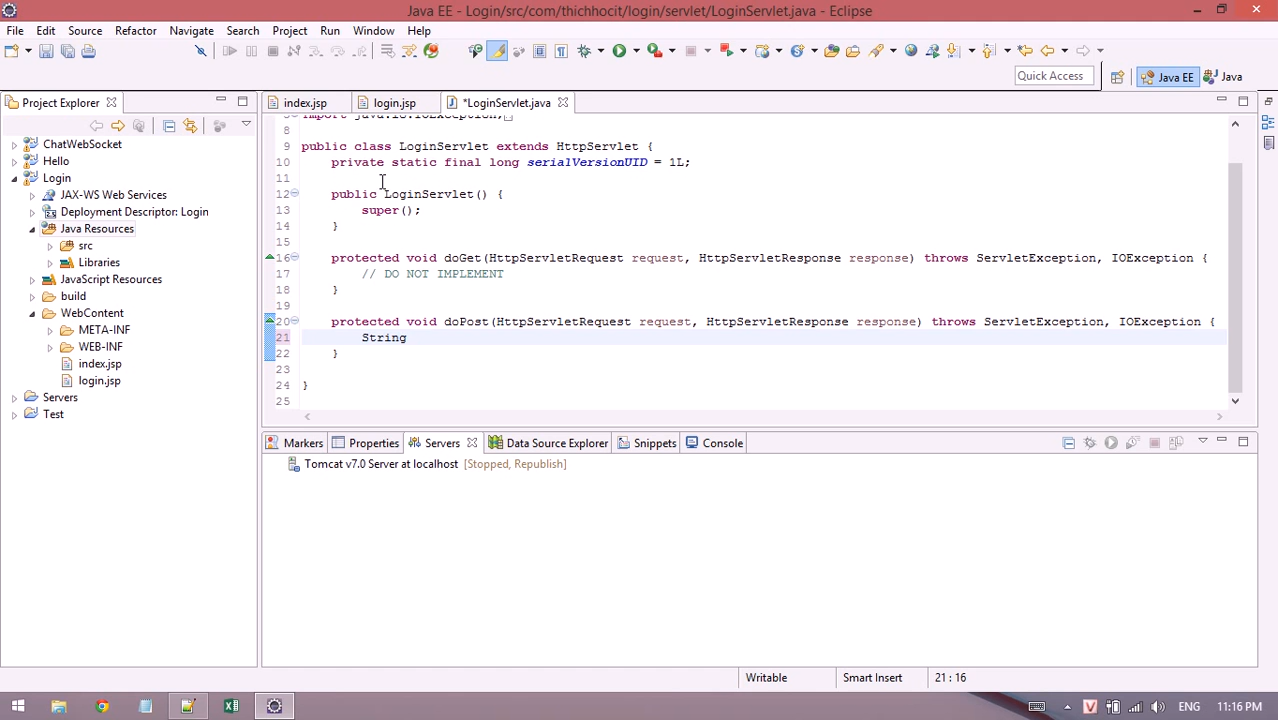 Java EE - Login/src/com/thichhocit/login/servlet/LoginServlet.java - Eclipse
File Edit Source Refactor Navigate Search Project Run Window Help
Quick Access
Java EE
Java
Project Explorer
ChatWebSocket
Hello
Login
JAX-WS Web Services
Deployment Descriptor: Login
Java Resources
src
Libraries
JavaScript Resources
build
WebContent
META-INF
WEB-INF
index.jsp
login.jsp
Servers
Test
index.jsp
login.jsp
*LoginServlet.java
import java.io.IOException;
8
9 public class LoginServlet extends HttpServlet {
10 private static final long serialVersionUID = 1L;
11
12 public LoginServlet() {
13 super();
14 }
15
16 protected void doGet(HttpServletRequest request, HttpServletResponse response) throws ServletException, IOException {
17 // DO NOT IMPLEMENT
18 }
19
20 protected void doPost(HttpServletRequest request, HttpServletResponse response) throws ServletException, IOException {
21 String
22 }
23
24 }
25
Markers Properties Servers Data Source Explorer Snippets Console
Tomcat v7.0 Server at localhost [Stopped, Republish]
Writable Smart Insert 21 : 16
V ENG 11:16 PM